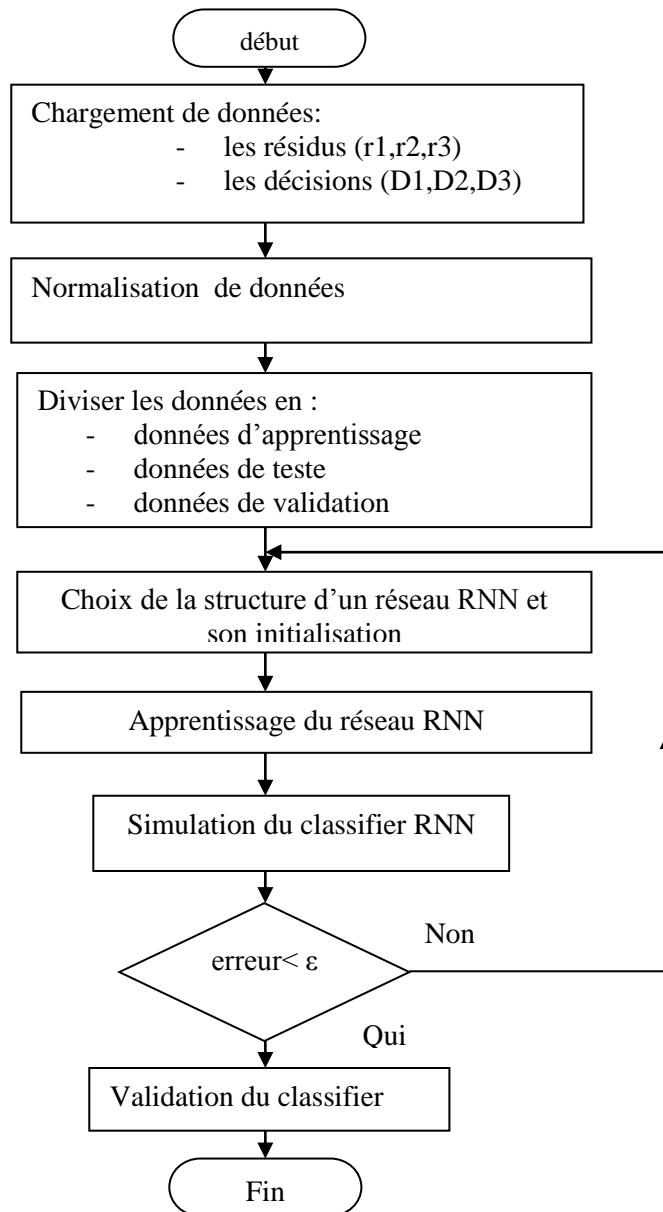 début
Chargement de données:
- les résidus (r1,r2,r3)
- les décisions (D1,D2,D3)
Normalisation de données
Diviser les données en :
- données d’apprentissage
- données de teste
- données de validation
Choix de la structure d’un réseau RNN et
son initialisation
Apprentissage du réseau RNN
Simulation du classifier RNN
erreur< ε
Non
Qui
Validation du classifier
Fin